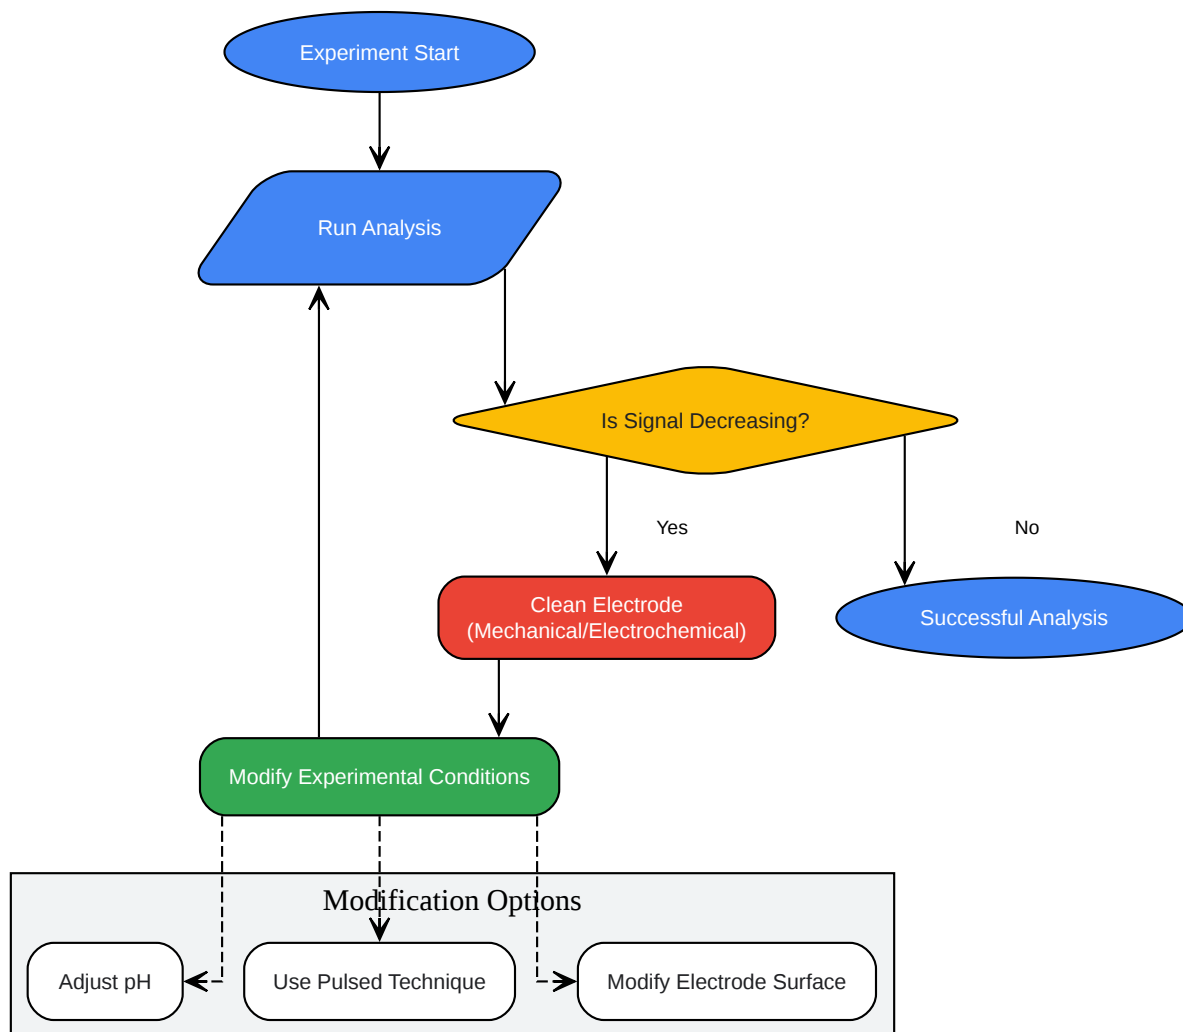 Experiment Start
Run Analysis
Is Signal Decreasing?
Yes
No
Clean Electrode
(Mechanical/Electrochemical)
Successful Analysis
Modify Experimental Conditions
Modification Options
Adjust pH
Use Pulsed Technique
Modify Electrode Surface